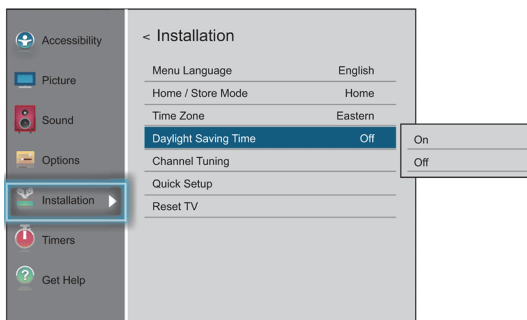 Accessibility
Picture
Sound
Options
Installation
Timers
? Get Help
< Installation
Menu Language English
Home / Store Mode Home
Time Zone Eastern
Daylight Saving Time Off
Channel Tuning
Quick Setup
Reset TV
On
Off